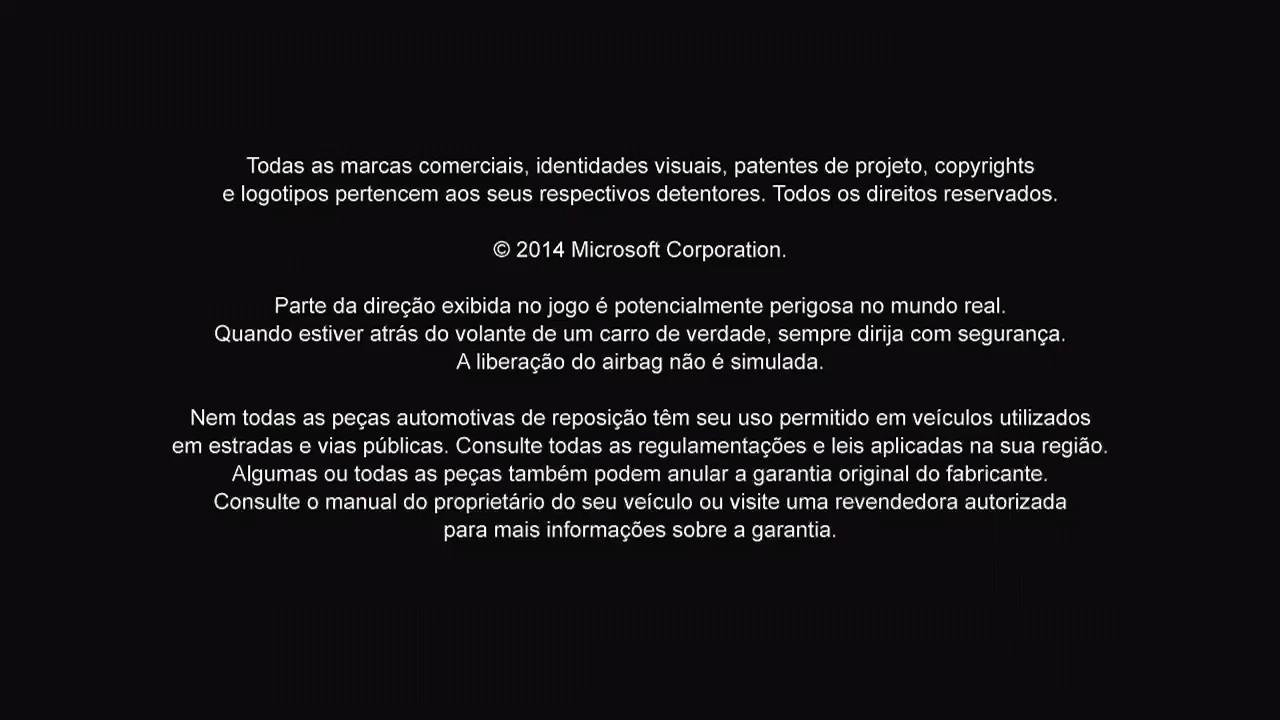 Todas as marcas comerciais, identidades visuais, patentes de projeto, copyrights
e logotipos pertencem aos seus respectivos detentores. Todos os direitos reservados.
© 2014 Microsoft Corporation.
Parte da direção exibida no jogo é potencialmente perigosa no mundo real.
Quando estiver atrás do volante de um carro de verdade, sempre dirija com segurança.
A liberação do airbag não é simulada.
Nem todas as peças automotivas de reposição têm seu uso permitido em veículos utilizados
em estradas e vias públicas. Consulte todas as regulamentações e leis aplicadas na sua região.
Algumas ou todas as peças também podem anular a garantia original do fabricante.
Consulte o manual do proprietário do seu veículo ou visite uma revendedora autorizada
para mais informações sobre a garantia.